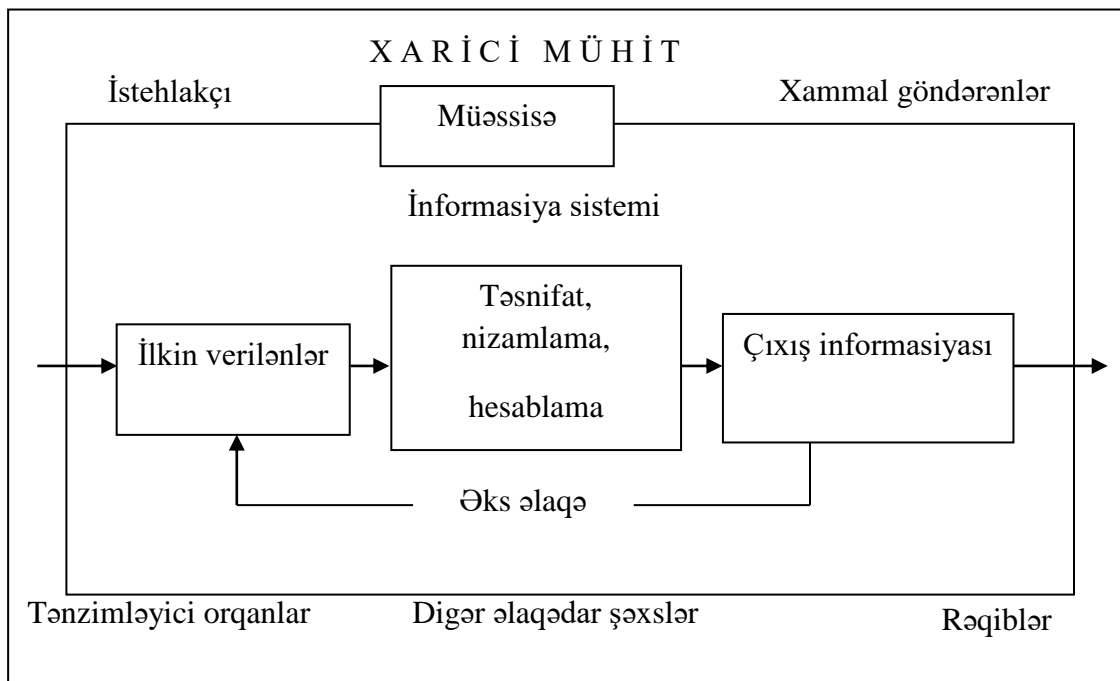 X A R İ C İ   M Ü H İ T
İstehlakçı
Müəssisə
Xammal göndərənlər
İnformasiya sistemi
İlkin verilənlər
Təsnifat,
nizamlama,
hesablama
Çıxış informasiyası
Əks əlaqə
Tənzimləyici orqanlar
Digər əlaqədar şəxslər
Rəqiblər